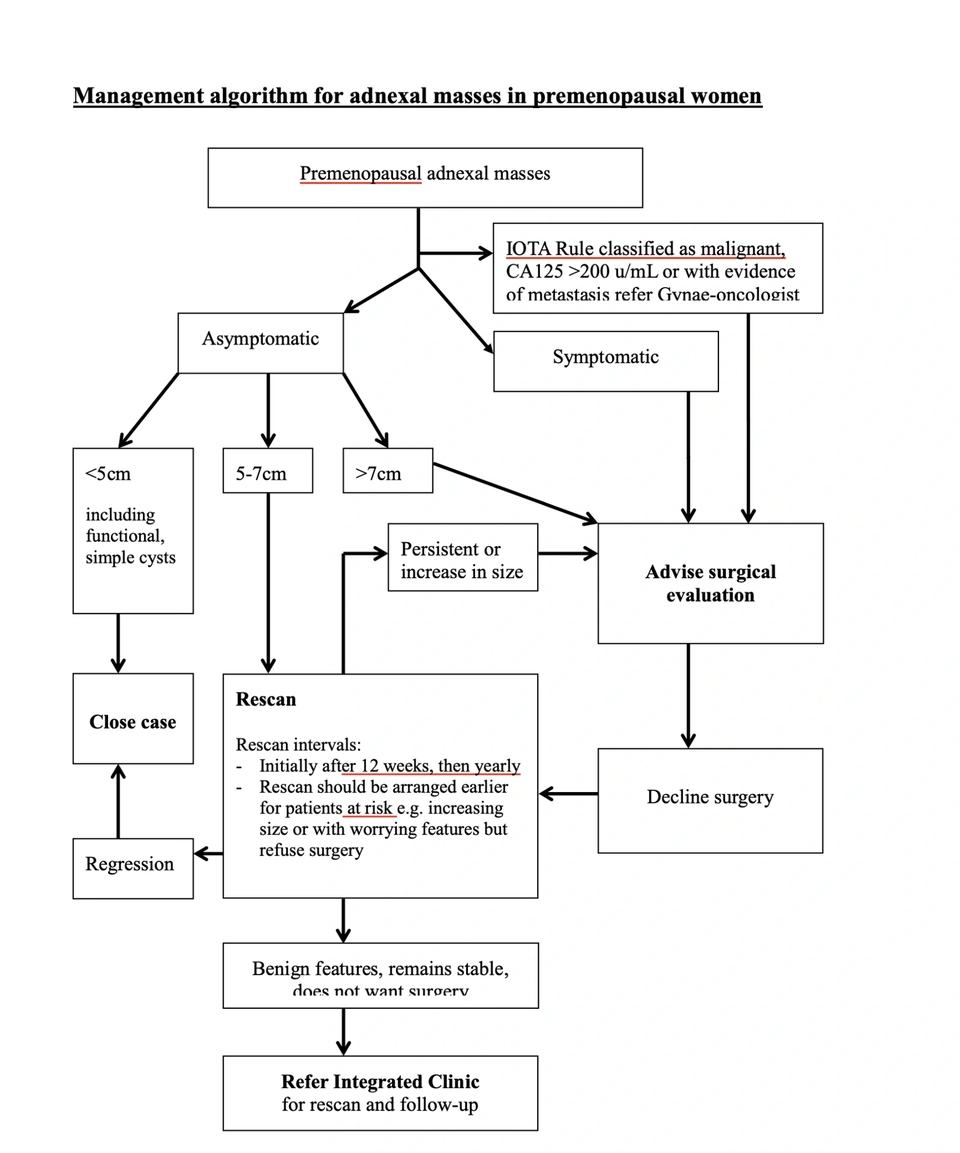 Management algorithm for adnexal masses in premenopausal women
Premenopausal adnexal masses
IOTA Rule classified as malignant,
CA125 >200 u/mL or with evidence
of metastasis refer Gynae-oncologist
Asymptomatic
Symptomatic
<5cm
including
functional,
simple cysts
5-7cm
>7cm
Persistent or
increase in size
Advise surgical
evaluation
Close case
Rescan
Rescan intervals:
- Initially after 12 weeks, then yearly
- Rescan should be arranged earlier
for patients at risk e.g. increasing
size or with worrying features but
refuse surgery
Decline surgery
Regression
Benign features, remains stable,
does not want surgery
Refer Integrated Clinic
for rescan and follow-up